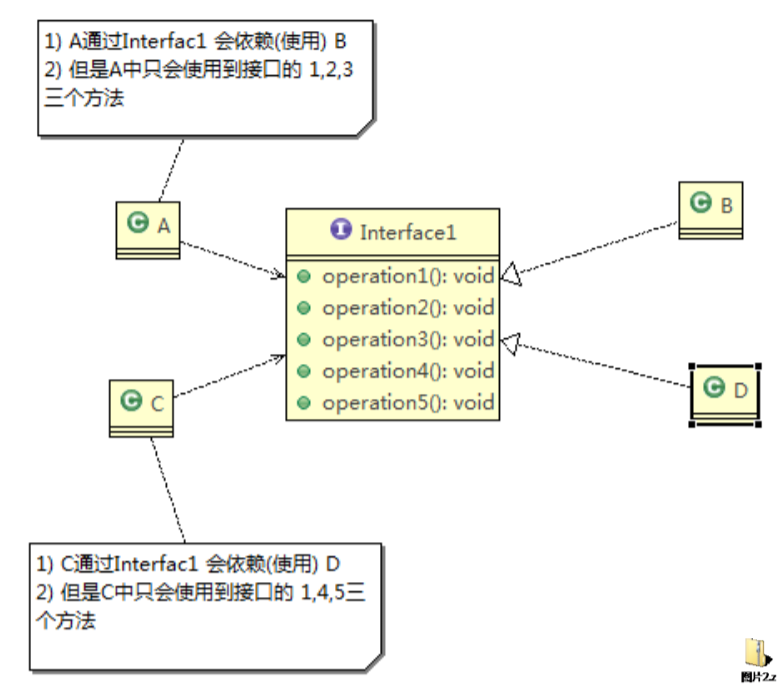 1) A通过Interfac1 会依赖(使用) B
2) 但是A中只会使用到接口的 1,2,3
三个方法
C A
I Interface1
C B
operation1(): void
operation2(): void
operation3(): void
operation4(): void
operation5(): void
C D
C C
1) C通过Interfac1 会依赖(使用) D
2) 但是C中只会使用到接口的 1,4,5三
个方法
图片2.z